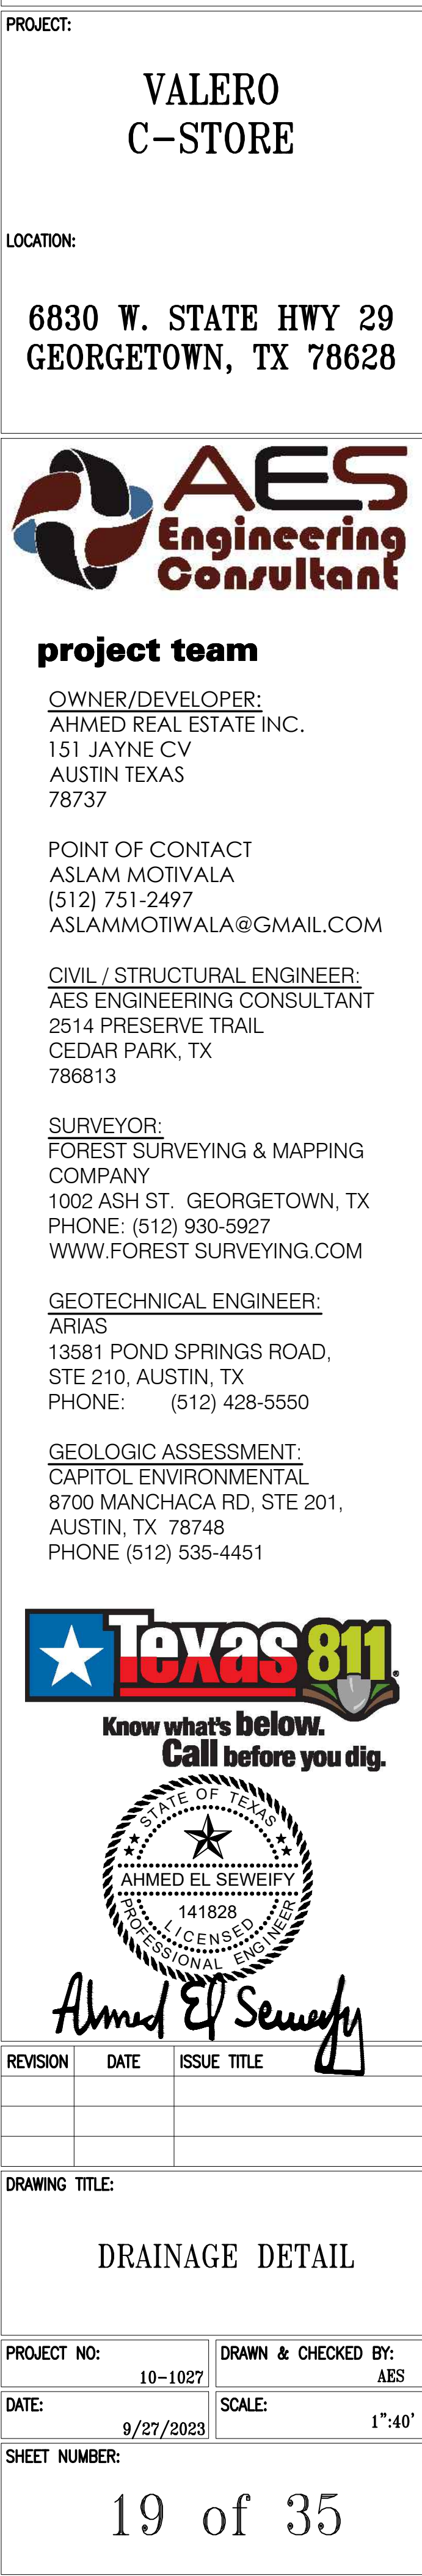 PROJECT:
VALERO
C-STORE
LOCATION:
6830 W. STATE HWY 29
GEORGETOWN, TX 78628
AES
Engineering
Consultant
project team
OWNER/DEVELOPER:
AHMED REAL ESTATE INC.
151 JAYNE CV
AUSTIN TEXAS
78737
POINT OF CONTACT
ASLAM MOTIVALA
(512) 751-2497
ASLAMMOTIWALA@GMAIL.COM
CIVIL / STRUCTURAL ENGINEER:
AES ENGINEERING CONSULTANT
2514 PRESERVE TRAIL
CEDAR PARK, TX
786813
SURVEYOR:
FOREST SURVEYING & MAPPING
COMPANY
1002 ASH ST. GEORGETOWN, TX
PHONE: (512) 930-5927
WWW.FOREST SURVEYING.COM
GEOTECHNICAL ENGINEER:
ARIAS
13581 POND SPRINGS ROAD,
STE 210, AUSTIN, TX
PHONE: (512) 428-5550
GEOLOGIC ASSESSMENT:
CAPITOL ENVIRONMENTAL
8700 MANCHACA RD, STE 201,
AUSTIN, TX 78748
PHONE (512) 535-4451
Texas 811®
Know what's below.
Call before you dig.
STATE OF TEXAS
AHMED EL SEWEIFY
141828
LICENSED
PROFESSIONAL ENGINEER
Ahmed El Seweify
REVISION DATE ISSUE TITLE
DRAWING TITLE:
DRAINAGE DETAIL
PROJECT NO:
10-1027
DRAWN & CHECKED BY:
AES
DATE:
9/27/2023
SCALE:
1":40'
SHEET NUMBER:
19 of 35